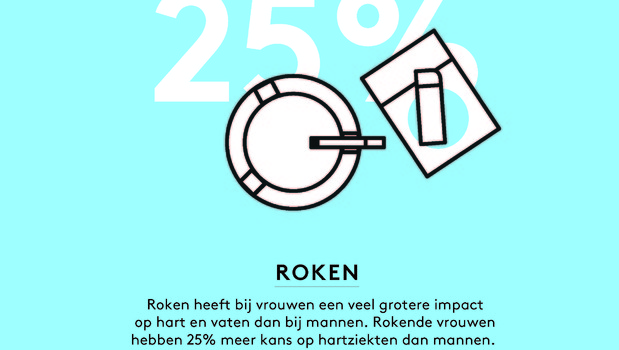 25%
ROKEN
Roken heeft bij vrouwen een veel grotere impact
op hart en vaten dan bij mannen. Rokende vrouwen
hebben 25% meer kans op hartziekten dan mannen.